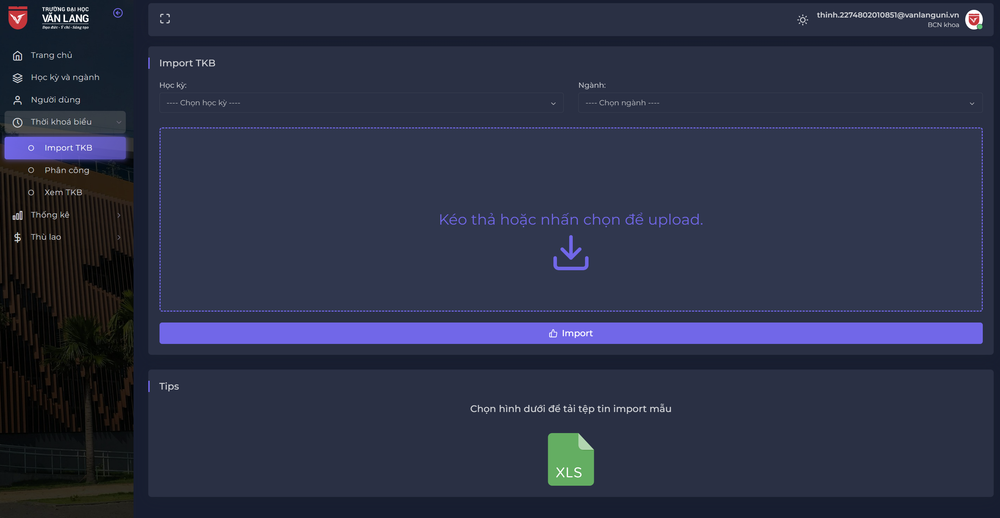 TRƯỜNG ĐẠI HỌC
VĂN LANG
Đạo đức - Ý chí - Sáng tạo
Trang chủ
Học kỳ và ngành
Người dùng
Thời khoá biểu
Import TKB
Phân công
Xem TKB
Thống kê
Thù lao
thinh.2274802010851@vanlanguni.vn
BCN khoa
Import TKB
Học kỳ:
Ngành:
---- Chọn học kỳ ----
---- Chọn ngành ----
Kéo thả hoặc nhấn chọn để upload.
Import
Tips
Chọn hình dưới để tải tệp tin import mẫu
XLS